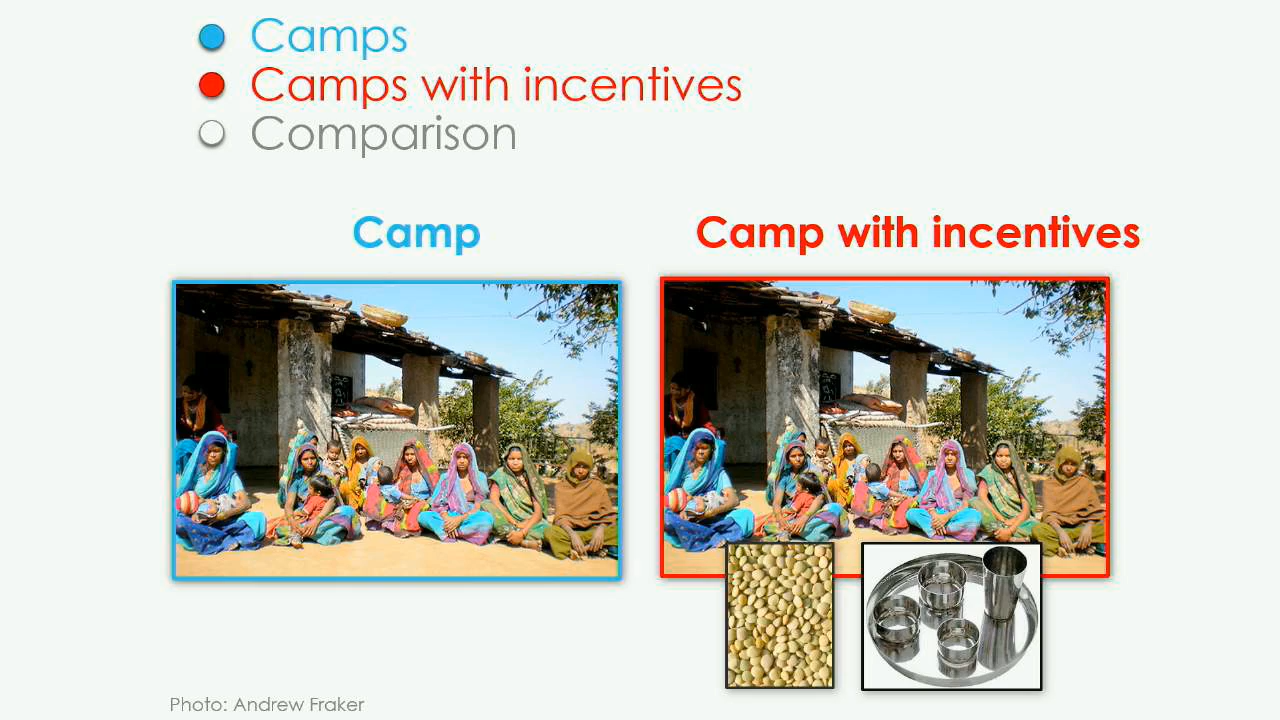 Camps
Camps with incentives
Comparison
Camp
Camp with incentives
Photo: Andrew Fraker